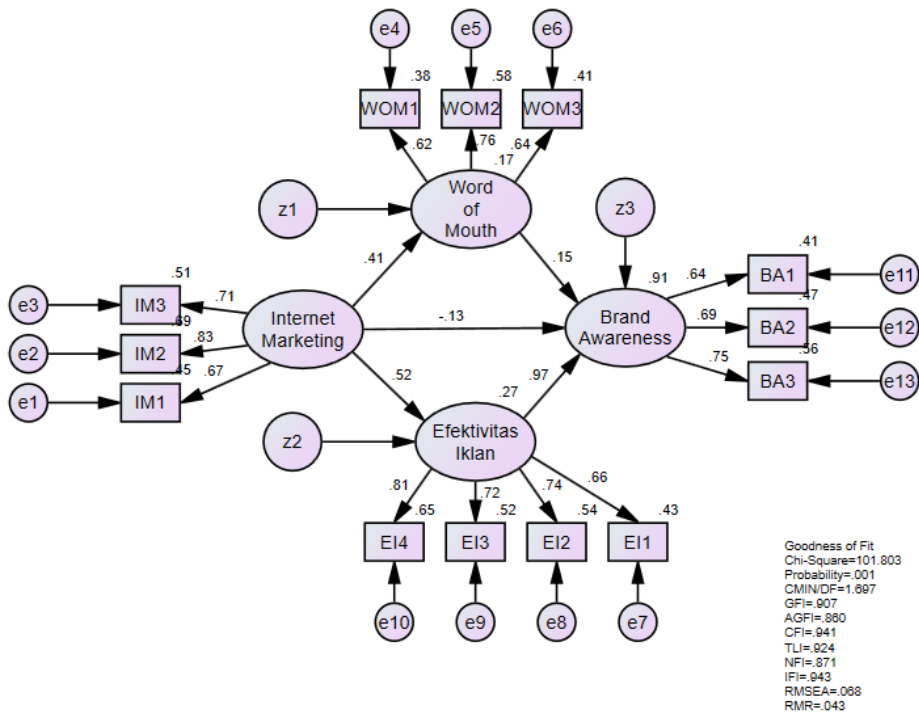 e4
e5
e6
.38
.58
.41
WOM1
WOM2
WOM3
.62
.76
.64
.17
z1
Word
of
Mouth
z3
.41
.15
.91
.64
.41
BA1
e11
.47
.69
BA2
e12
.56
.75
BA3
e13
.51
e3
IM3
.71
.69
e2
IM2
.83
.45
e1
IM1
.67
Internet
Marketing
-.13
Brand
Awareness
.52
.27
.97
z2
Efektivitas
Iklan
.81
.72
.74
.66
.65
.52
.54
.43
EI4
EI3
EI2
EI1
e10
e9
e8
e7
Goodness of Fit
Chi-Square=101.803
Probability=.001
CMIN/DF=1.697
GFI=.907
AGFI=.860
CFI=.941
TLI=.924
NFI=.871
IFI=.943
RMSEA=.068
RMR=.043